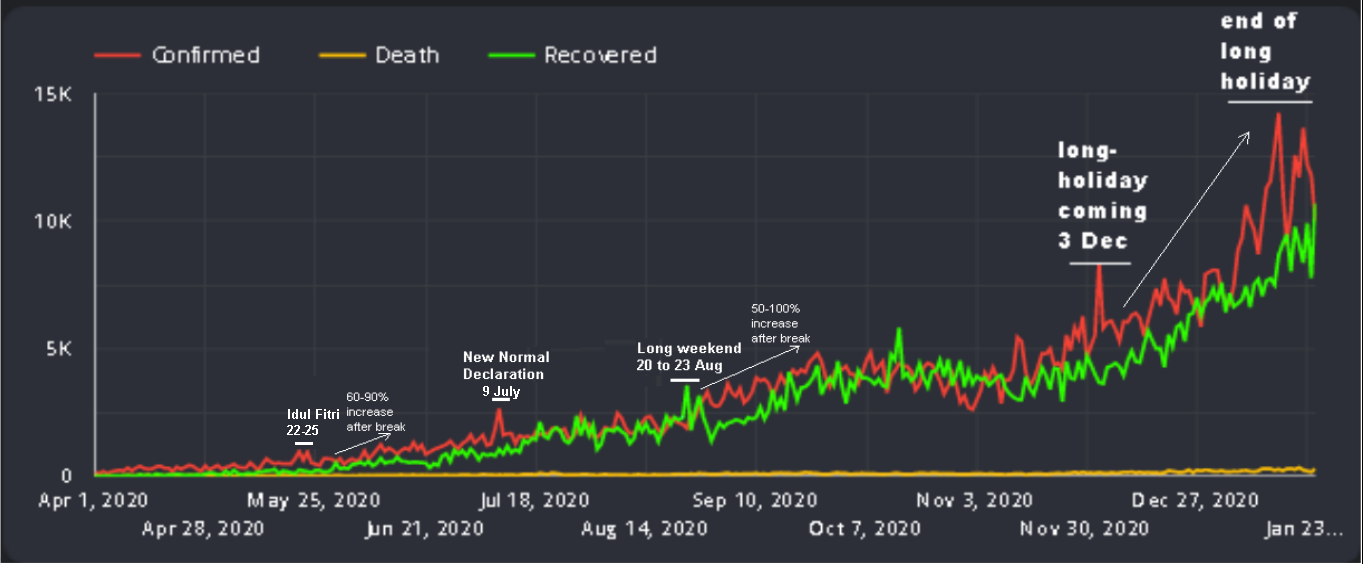 end of
long
holiday
Confirmed
Death
Recovered
15K
10K
5K
0
long-
holiday
coming
3 Dec
50-100%
increase
after break
Long weekend
20 to 23 Aug
New Normal
Declaration
9 July
60-90%
increase
after break
Idul Fitri
22-25
Apr 1, 2020
May 25, 2020
Jul 18, 2020
Sep 10, 2020
Nov 3, 2020
Dec 27, 2020
Apr 28, 2020
Jun 21, 2020
Aug 14, 2020
Oct 7, 2020
Nov 30, 2020
Jan 23...